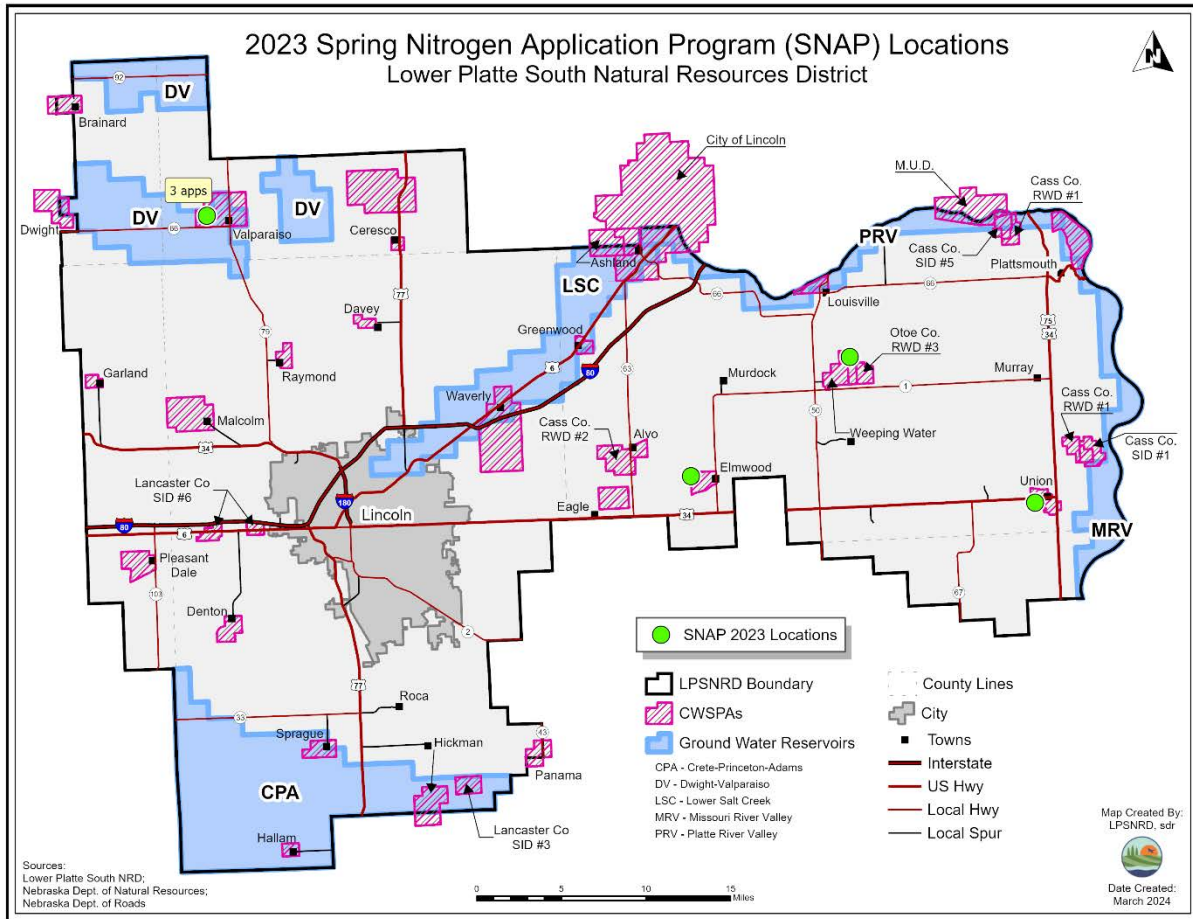 2023 Spring Nitrogen Application Program (SNAP) Locations
Lower Platte South Natural Resources District
N
92
DV
Brainard
City of Lincoln
M.U.D.
Cass Co.
RWD #1
3 apps
DV
DV
Dwight
66
Valparaiso
Ceresco
Ashland
PRV
Cass Co.
SID #5
Plattsmouth
LSC
77
66
66
Louisville
Davey
79
Greenwood
75
34
Otoe Co.
RWD #3
Raymond
6
80
63
Garland
Murdock
1
Murray
Waverly
50
Malcolm
34
Cass Co.
RWD #2
Alvo
Weeping Water
Cass Co.
RWD #1
Cass Co.
SID #1
Lancaster Co
SID #6
180
Elmwood
Union
80
6
Lincoln
Eagle
34
MRV
Pleasant
Dale
103
67
Denton
2
77
Roca
33
Sprague
Hickman
43
Panama
CPA
Lancaster Co
SID #3
Hallam
SNAP 2023 Locations
LPSNRD Boundary
CWSPAs
Ground Water Reservoirs
CPA - Crete-Princeton-Adams
DV - Dwight-Valparaiso
LSC - Lower Salt Creek
MRV - Missouri River Valley
PRV - Platte River Valley
County Lines
City
Towns
Interstate
US Hwy
Local Hwy
Local Spur
Sources:
Lower Platte South NRD;
Nebraska Dept. of Natural Resources;
Nebraska Dept. of Roads
0 5 10 15
Miles
Map Created By:
LPSNRD, sdr
Date Created:
March 2024